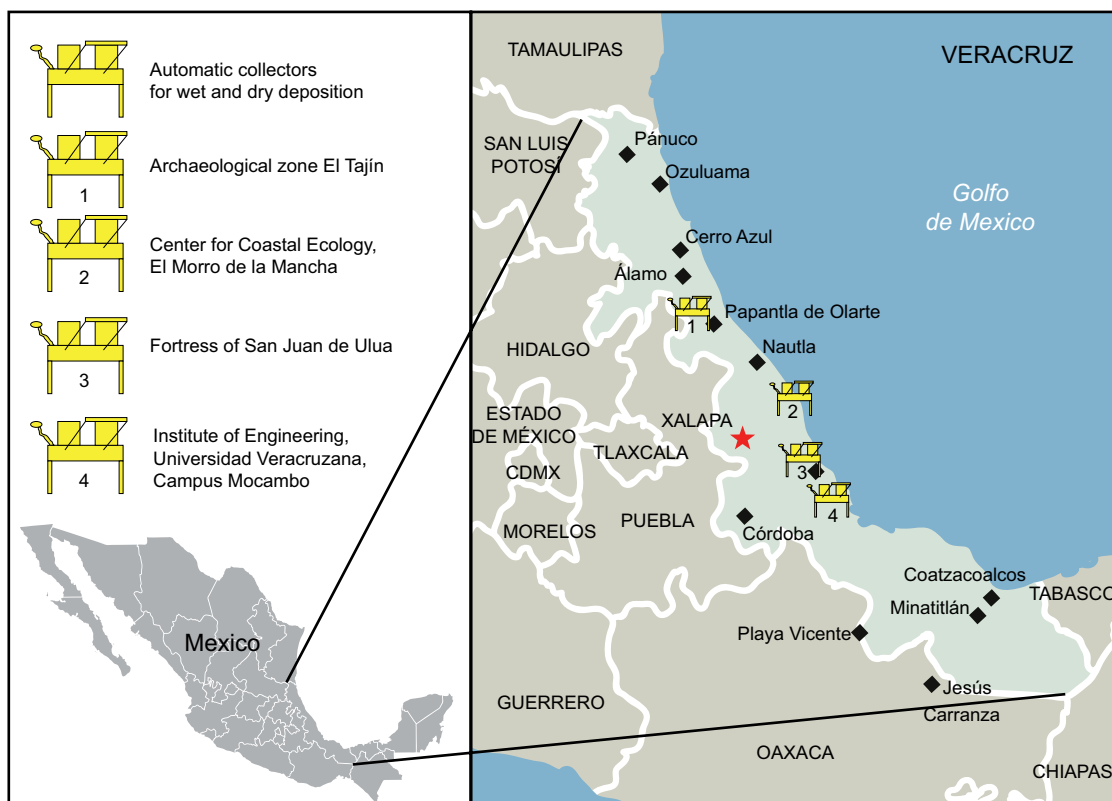 Automatic collectors
for wet and dry deposition
1
Archaeological zone El Tajín
2
Center for Coastal Ecology,
El Morro de la Mancha
3
Fortress of San Juan de Ulua
4
Institute of Engineering,
Universidad Veracruzana,
Campus Mocambo
Mexico
TAMAULIPAS
VERACRUZ
SAN LUIS
POTOSÍ
Pánuco
Ozuluama
Golfo
de Mexico
Cerro Azul
Álamo
1
Papantla de Olarte
HIDALGO
Nautla
2
ESTADO
DE MÉXICO
XALAPA
TLAXCALA
CDMX
3
4
MORELOS
PUEBLA
Córdoba
Coatzacoalcos
TABASCO
Minatitlán
Playa Vicente
Jesús
Carranza
GUERRERO
OAXACA
CHIAPAS